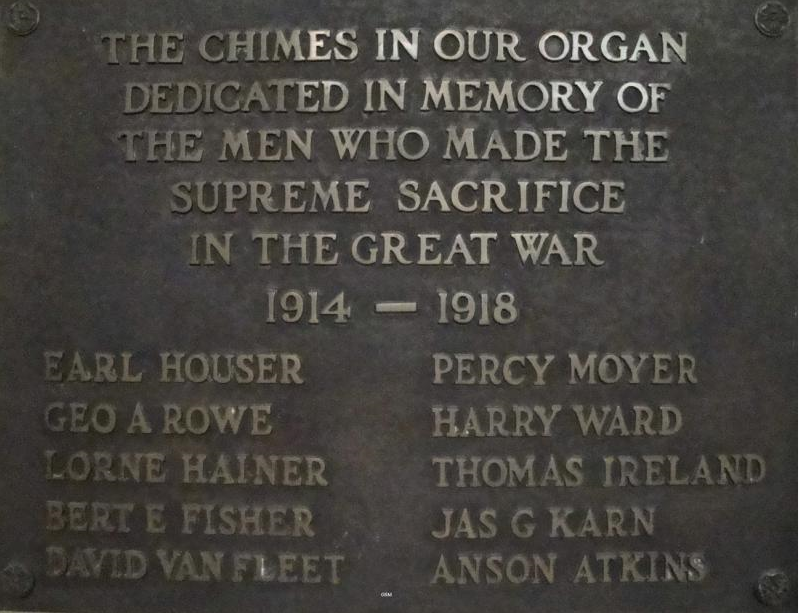 THE CHIMES IN OUR ORGAN
DEDICATED IN MEMORY OF
THE MEN WHO MADE THE
SUPREME SACRIFICE
IN THE GREAT WAR
1914 — 1918
EARL HOUSER PERCY MOYER
GEO A ROWE HARRY WARD
LORNE HAINER THOMAS IRELAND
BERT E FISHER JAS G KARN
DAVID VAN FLEET ANSON ATKINS